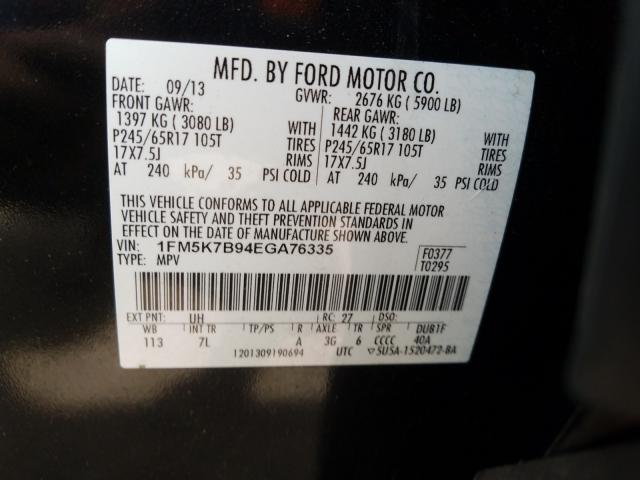 MFD. BY FORD MOTOR CO.
DATE: 09/13 GVWR: 2676 KG ( 5900 LB)
FRONT GAWR: REAR GAWR:
1397 KG ( 3080 LB) WITH 1442 KG ( 3180 LB) WITH
P245/65R17 105T TIRES P245/65R17 105T TIRES
17X7.5J RIMS 17X7.5J RIMS
AT 240 kPa/ 35 PSI COLD AT 240 kPa/ 35 PSI COLD
THIS VEHICLE CONFORMS TO ALL APPLICABLE FEDERAL MOTOR
VEHICLE SAFETY AND THEFT PREVENTION STANDARDS IN
EFFECT ON THE DATE OF MANUFACTURE SHOWN ABOVE.
VIN: 1FM5K7B94EGA76335 F0377
TYPE: MPV T0295
EXT PNT: UH RC: 27 DSO:
WB INT TR TP/PS R AXLE TR SPR DUB1F
113 7L A 3G 6 CCCC 40A
1201309190694 UTC 5USA-1520472-BA